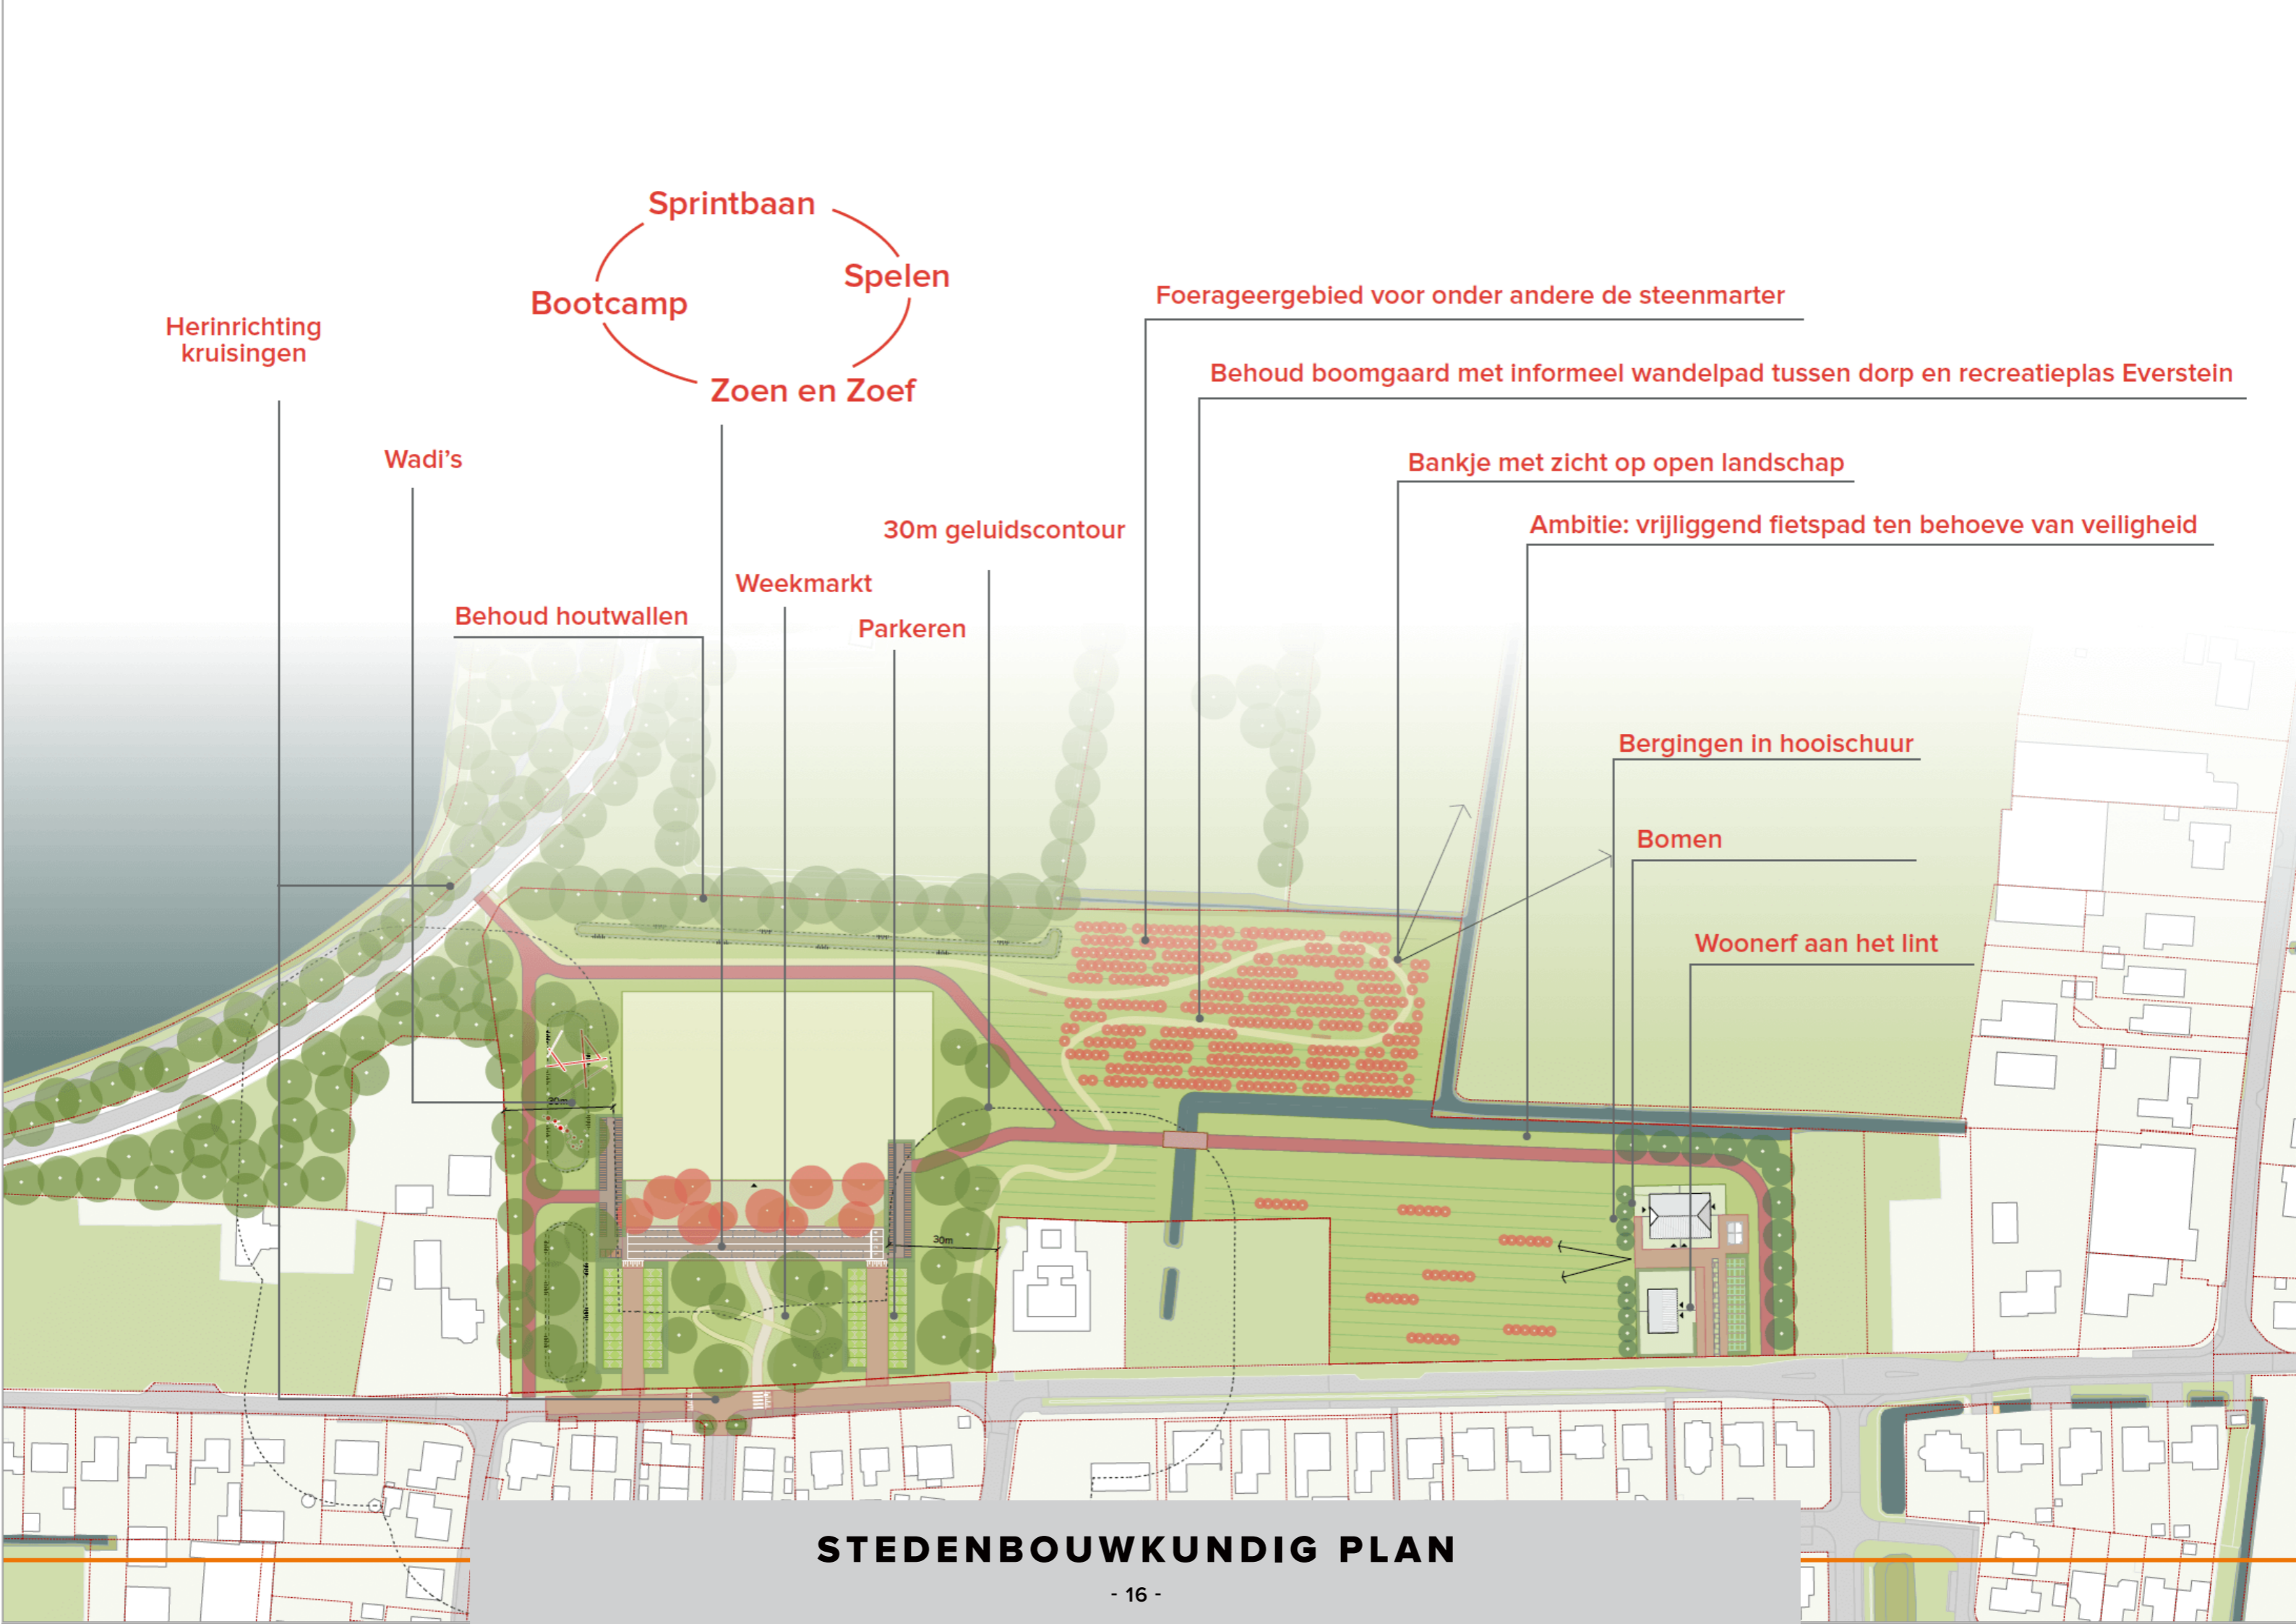 Sprintbaan
Spelen
Bootcamp
Zoen en Zoef
Herinrichting
kruisingen
Foerageergebied voor onder andere de steenmarter
Behoud boomgaard met informeel wandelpad tussen dorp en recreatieplas Everstein
Wadi's
Bankje met zicht op open landschap
30m geluidscontour
Ambitie: vrijliggend fietspad ten behoeve van veiligheid
Weekmarkt
Behoud houtwallen
Parkeren
Bergingen in hooischuur
Bomen
Woonerf aan het lint
30m
30m
STEDENBOUWKUNDIG PLAN
- 16 -